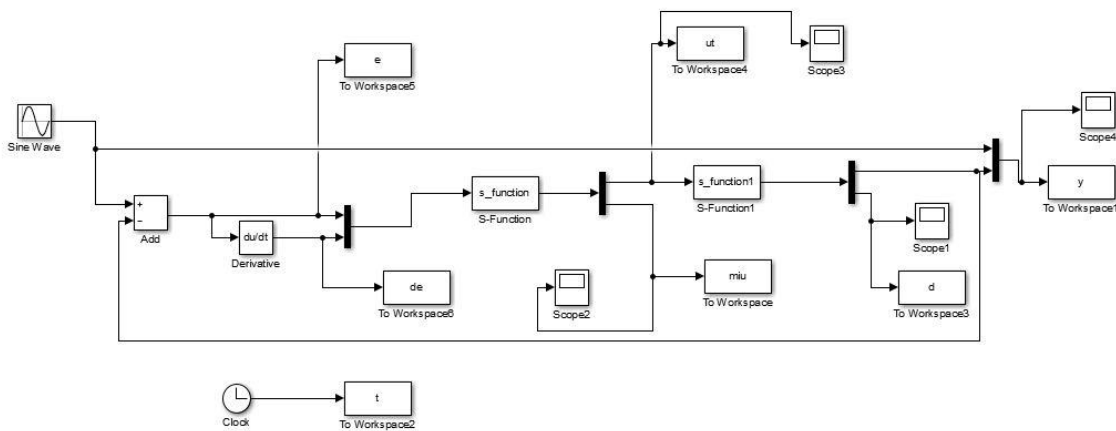 ut
To Workspace4
Scope3
e
To Workspace5
Sine Wave
Scope4
s_function
S-Function
s_function1
S-Function1
y
To Workspace1
+
−
Add
du/dt
Derivative
Scope1
de
To Workspace6
Scope2
miu
To Workspace
d
To Workspace3
Clock
t
To Workspace2